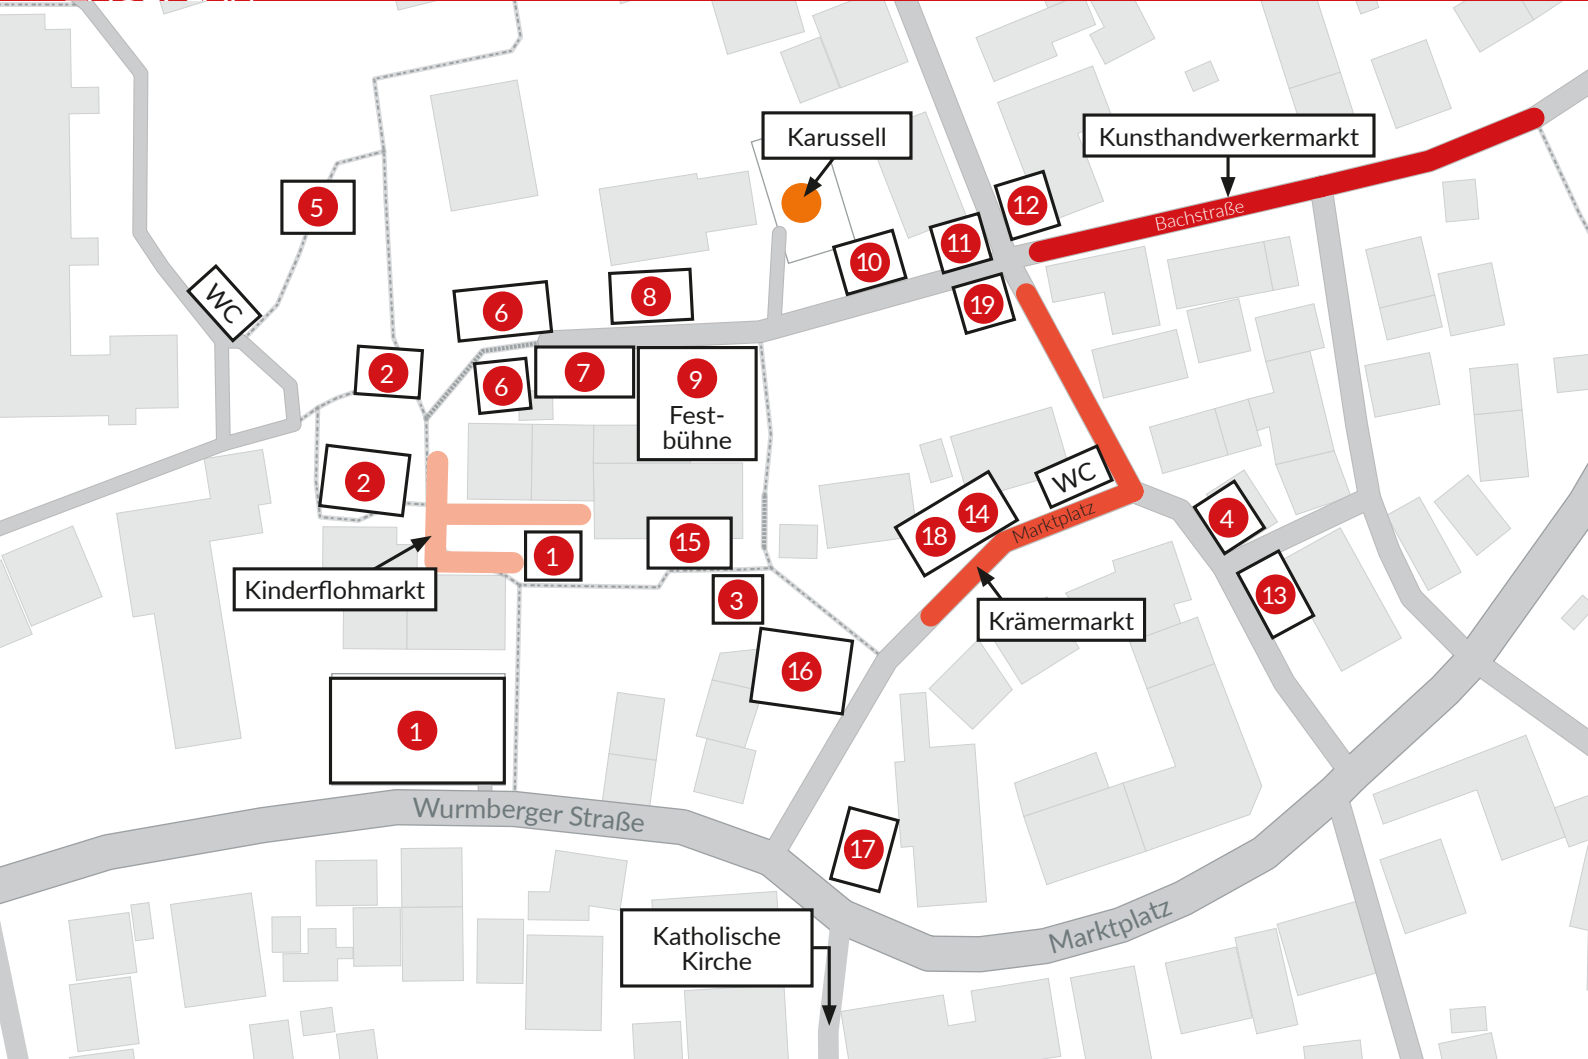 Karussell
Kunsthandwerkermarkt
5
12
Bachstraße
11
10
WC
8
6
19
2
7
9
Fest-
bühne
6
2
WC
14
18
Marktplatz
4
1
15
Kinderflohmarkt
3
13
Krämermarkt
16
1
Wurmberger Straße
17
Marktplatz
Katholische
Kirche